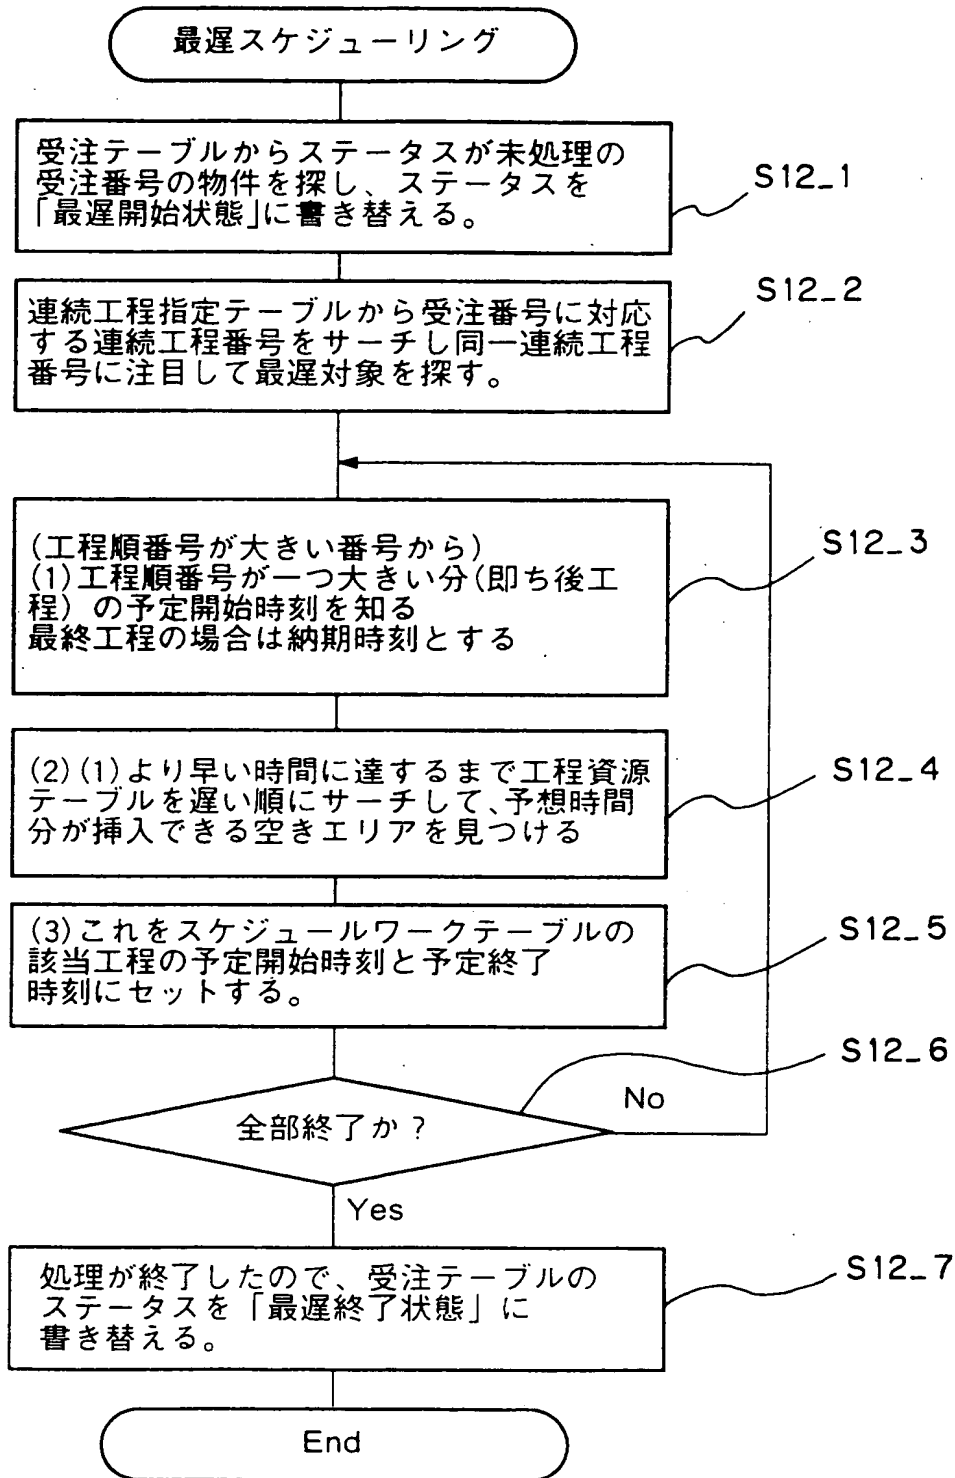 最遅スケジューリング
受注テーブルからステータスが未処理の
受注番号の物件を探し、ステータスを
「最遅開始状態」に書き替える。
S12_1
連続工程指定テーブルから受注番号に対応
する連続工程番号をサーチし同一連続工程
番号に注目して最遅対象を探す。
S12_2
(工程順番号が大きい番号から)
(1)工程順番号が一つ大きい分(即ち後工
程)の予定開始時刻を知る
最終工程の場合は納期時刻とする
S12_3
(2)(1)より早い時間に達するまで工程資源
テーブルを遅い順にサーチして、予想時間
分が挿入できる空きエリアを見つける
S12_4
(3)これをスケジュールワークテーブルの
該当工程の予定開始時刻と予定終了
時刻にセットする。
S12_5
全部終了か?
S12_6
No
Yes
処理が終了したので、受注テーブルの
ステータスを「最遅終了状態」に
書き替える。
S12_7
End